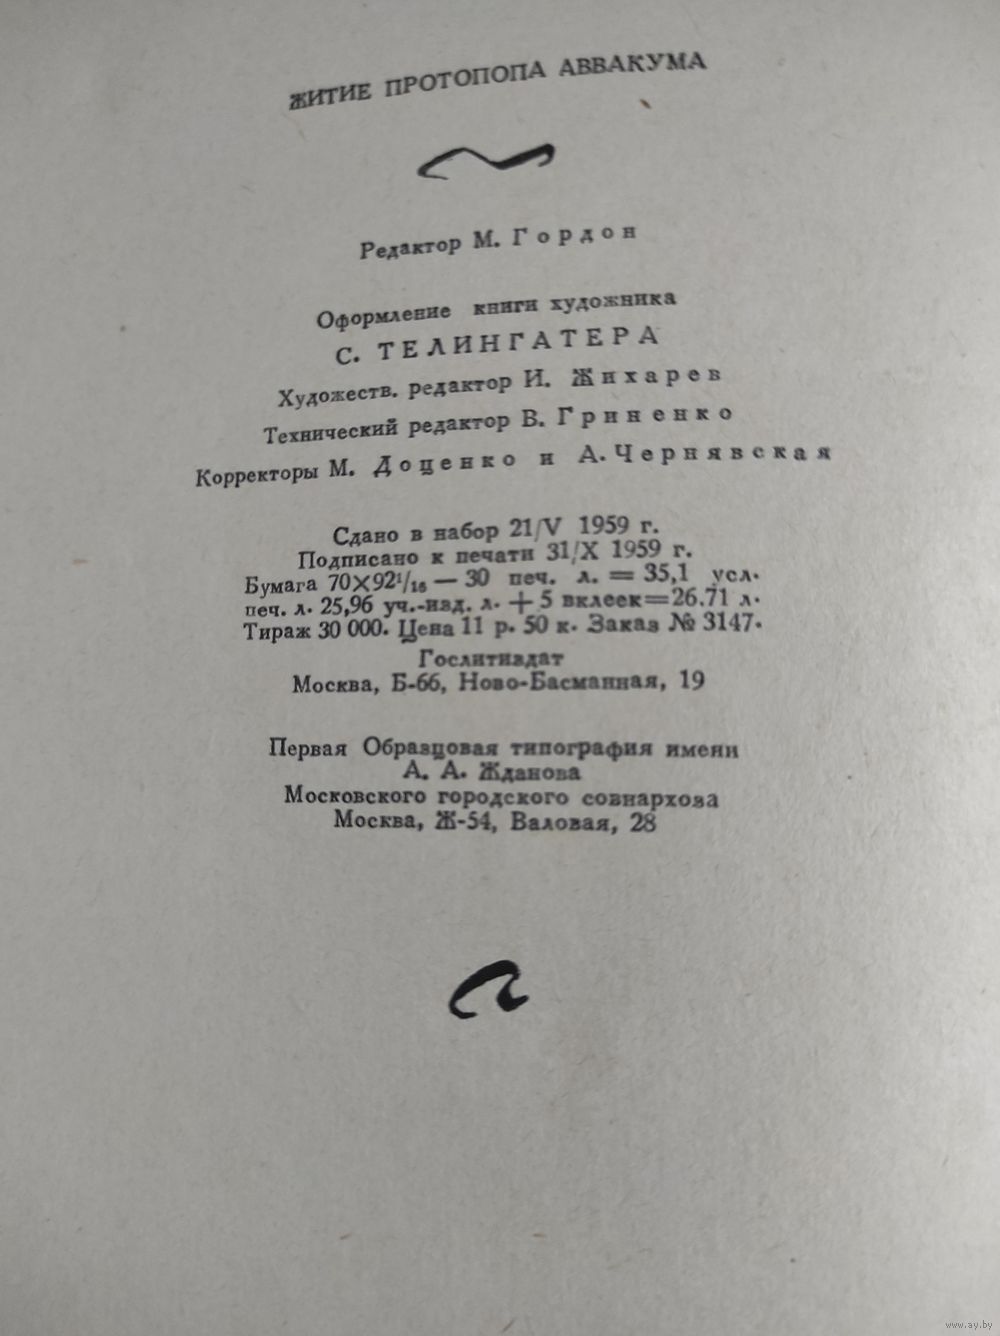 ЖИТИЕ ПРОТОПОПА АВВАКУМА
Редактор М. Гордон
Оформление книги художника
С. ТЕЛИНГАТЕРА
Художеств. редактор И. Жихарев
Технический редактор В. Гриненко
Корректоры М. Доценко и А. Чернявская
Сдано в набор 21/V 1959 г.
Подписано к печати 31/X 1959 г.
Бумага 70×92¹/₁₆ — 30 печ. л. = 35,1 усл.
печ. л. 25,96 уч.-изд. л. + 5 вклеек=26.71 л.
Тираж 30 000. Цена 11 р. 50 к. Заказ № 3147.
Гослитиздат
Москва, Б-66, Ново-Басманная, 19
Первая Образцовая типография имени
А. А. Жданова
Московского городского совнархоза
Москва, Ж-54, Валовая, 28
www.ay.by